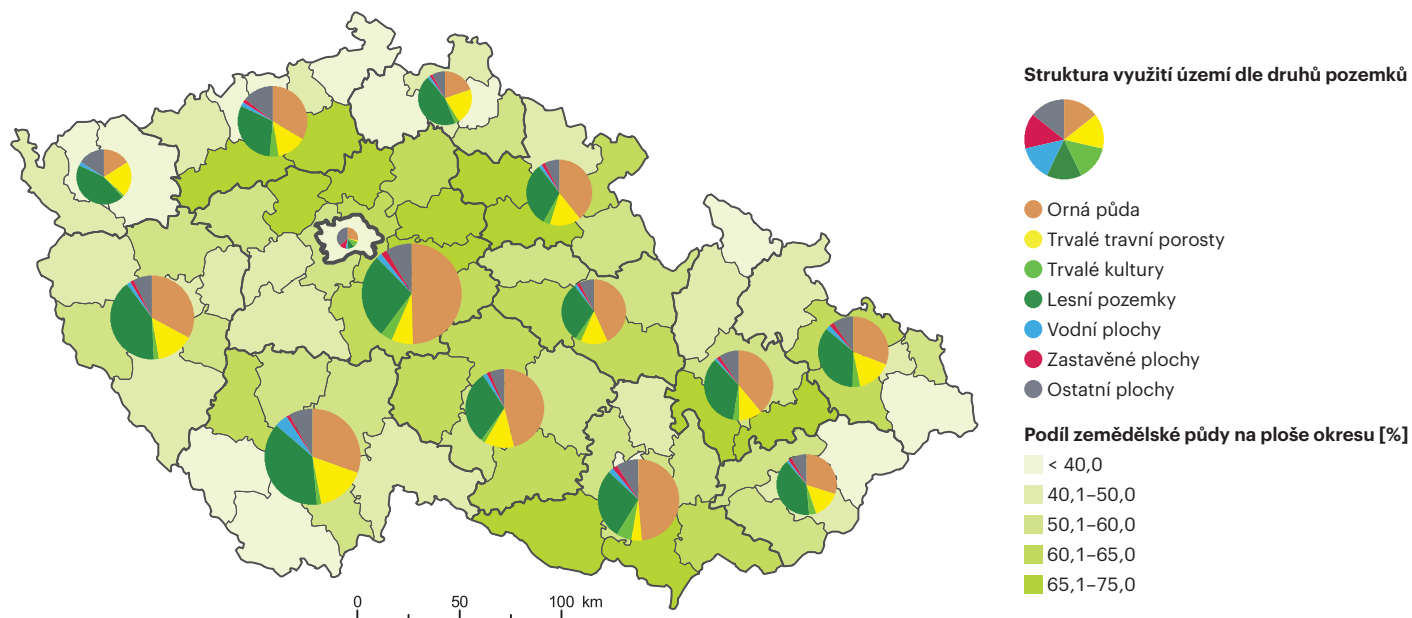 Struktura využití území dle druhů pozemků
Orná půda
Trvalé travní porosty
Trvalé kultury
Lesní pozemky
Vodní plochy
Zastavěné plochy
Ostatní plochy
Podíl zemědělské půdy na ploše okresu [%]
< 40,0
40,1–50,0
50,1–60,0
60,1–65,0
65,1–75,0
0 50 100 km